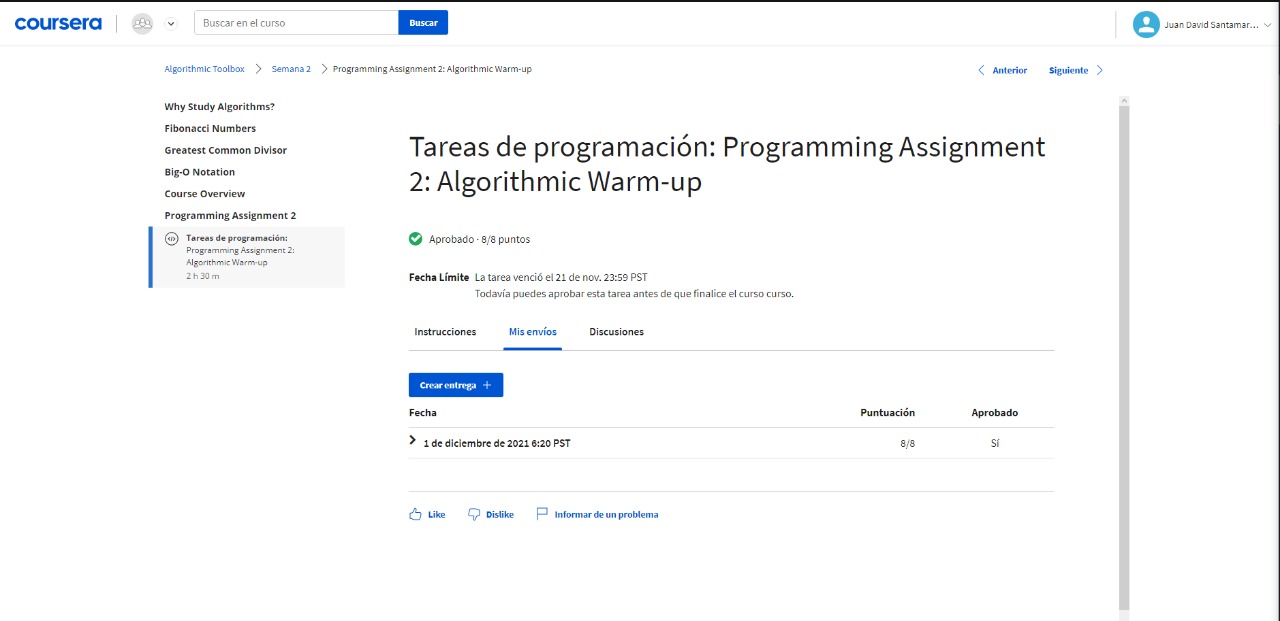 coursera
Buscar en el curso
Buscar
Juan David Santamar...
Algorithmic Toolbox
Semana 2
Programming Assignment 2: Algorithmic Warm-up
Anterior
Siguiente
Why Study Algorithms?
Fibonacci Numbers
Greatest Common Divisor
Big-O Notation
Course Overview
Programming Assignment 2
Tareas de programación:
Programming Assignment 2:
Algorithmic Warm-up
2 h 30 m
Tareas de programación: Programming Assignment
2: Algorithmic Warm-up
Aprobado · 8/8 puntos
Fecha Límite La tarea venció el 21 de nov. 23:59 PST
Todavía puedes aprobar esta tarea antes de que finalice el curso curso.
Instrucciones Mis envíos Discusiones
Crear entrega +
Fecha Puntuación Aprobado
1 de diciembre de 2021 6:20 PST 8/8 Sí
Like Dislike Informar de un problema